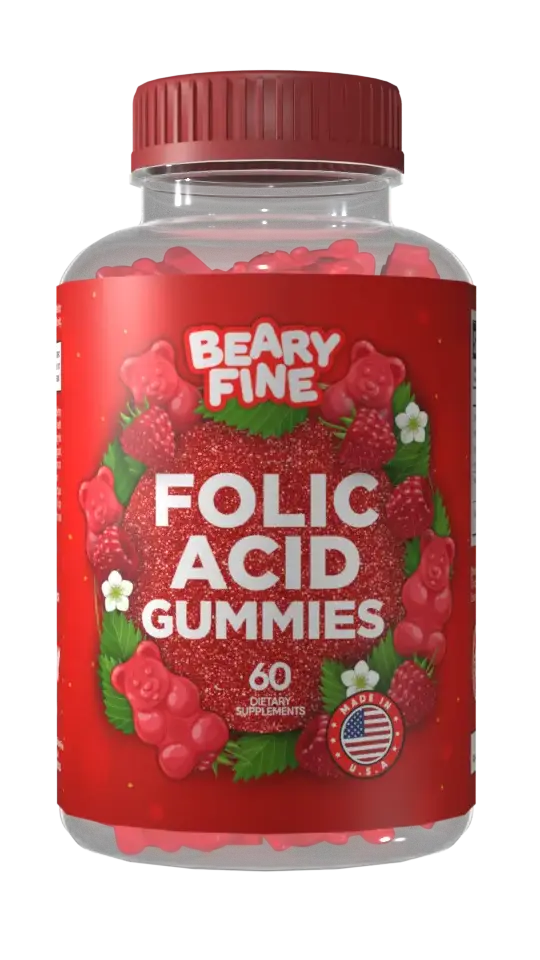 BEARY
FINE
FOLIC
ACID
GUMMIES
60
DIETARY
SUPPLEMENTS
MADE IN
U.S.A